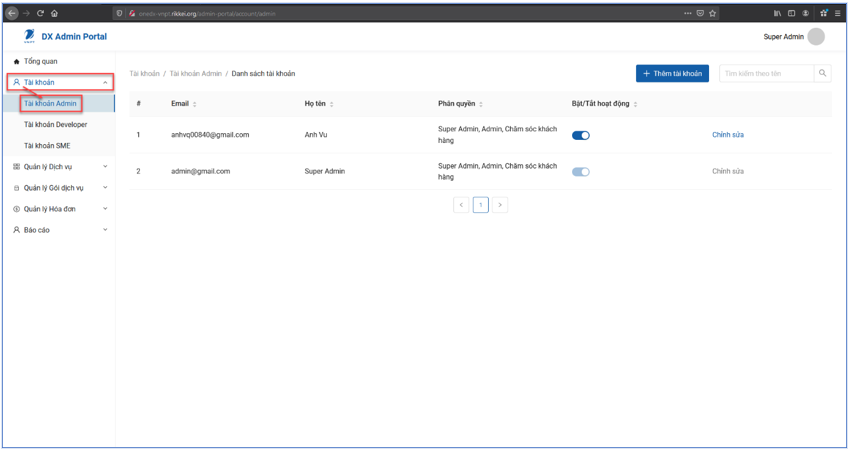 onedx-vnpt.rikkei.org/admin-portal/account/admin
VNPT
DX Admin Portal
Super Admin
Tổng quan
Tài khoản
Tài khoản Admin
Tài khoản Developer
Tài khoản SME
Quản lý Dịch vụ
Quản lý Gói dịch vụ
Quản lý Hóa đơn
Báo cáo
Tài khoản / Tài khoản Admin / Danh sách tài khoản
+ Thêm tài khoản
Tìm kiếm theo tên
# Email Họ tên Phân quyền Bật/Tắt hoạt động
1 anhvq00840@gmail.com Anh Vu Super Admin, Admin, Chăm sóc khách Chỉnh sửa
hàng
2 admin@gmail.com Super Admin Super Admin, Admin, Chăm sóc khách Chỉnh sửa
hàng
< 1 >